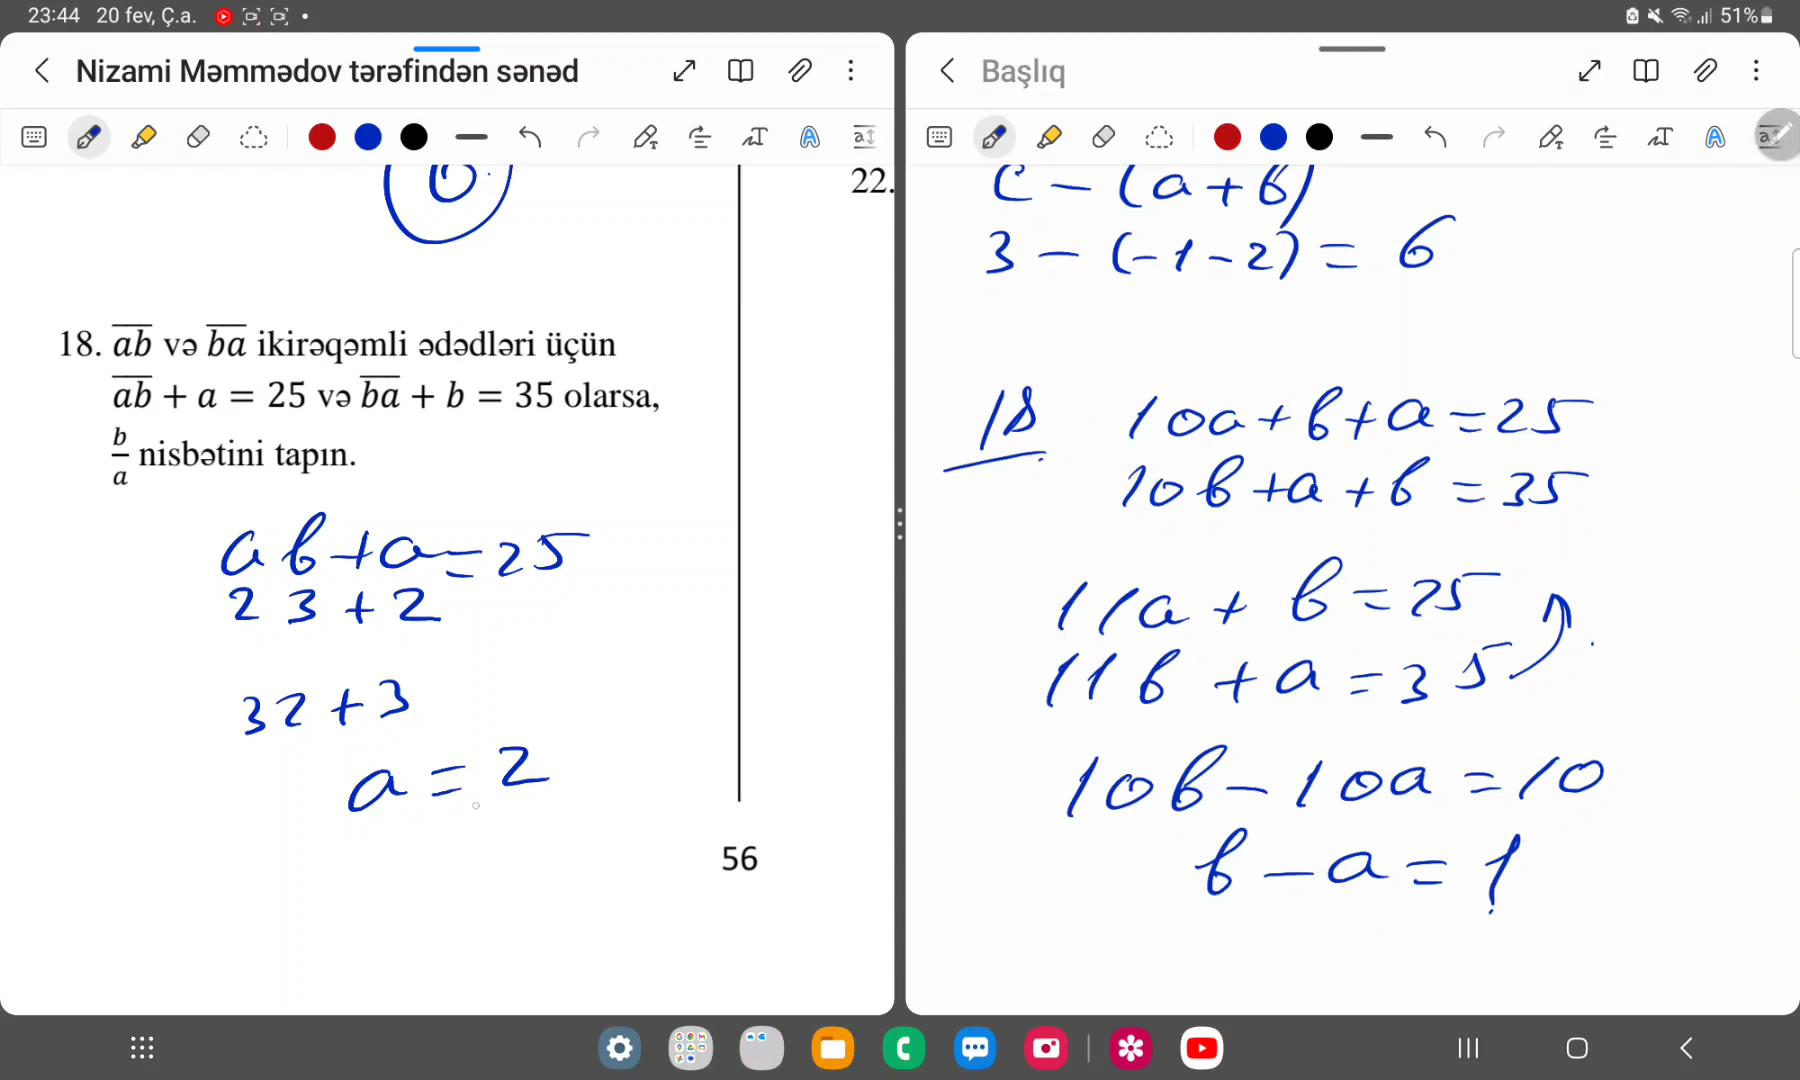 23:44 20 fev, Ç.a. 51%
Nizami Məmmədov tərəfindən sənəd
22.
18. ab və ba ikirəqəmli ədədləri üçün
ab + a = 25 və ba + b = 35 olarsa,
b/a nisbətini tapın.
ab+a=25
23+2
32+3
a=2
56
Başlıq
c-(a+b)
3-(-1-2)=6
18 10a+b+a=25
10b+a+b=35
11a+b=25
11b+a=35
10b-10a=10
b-a=1